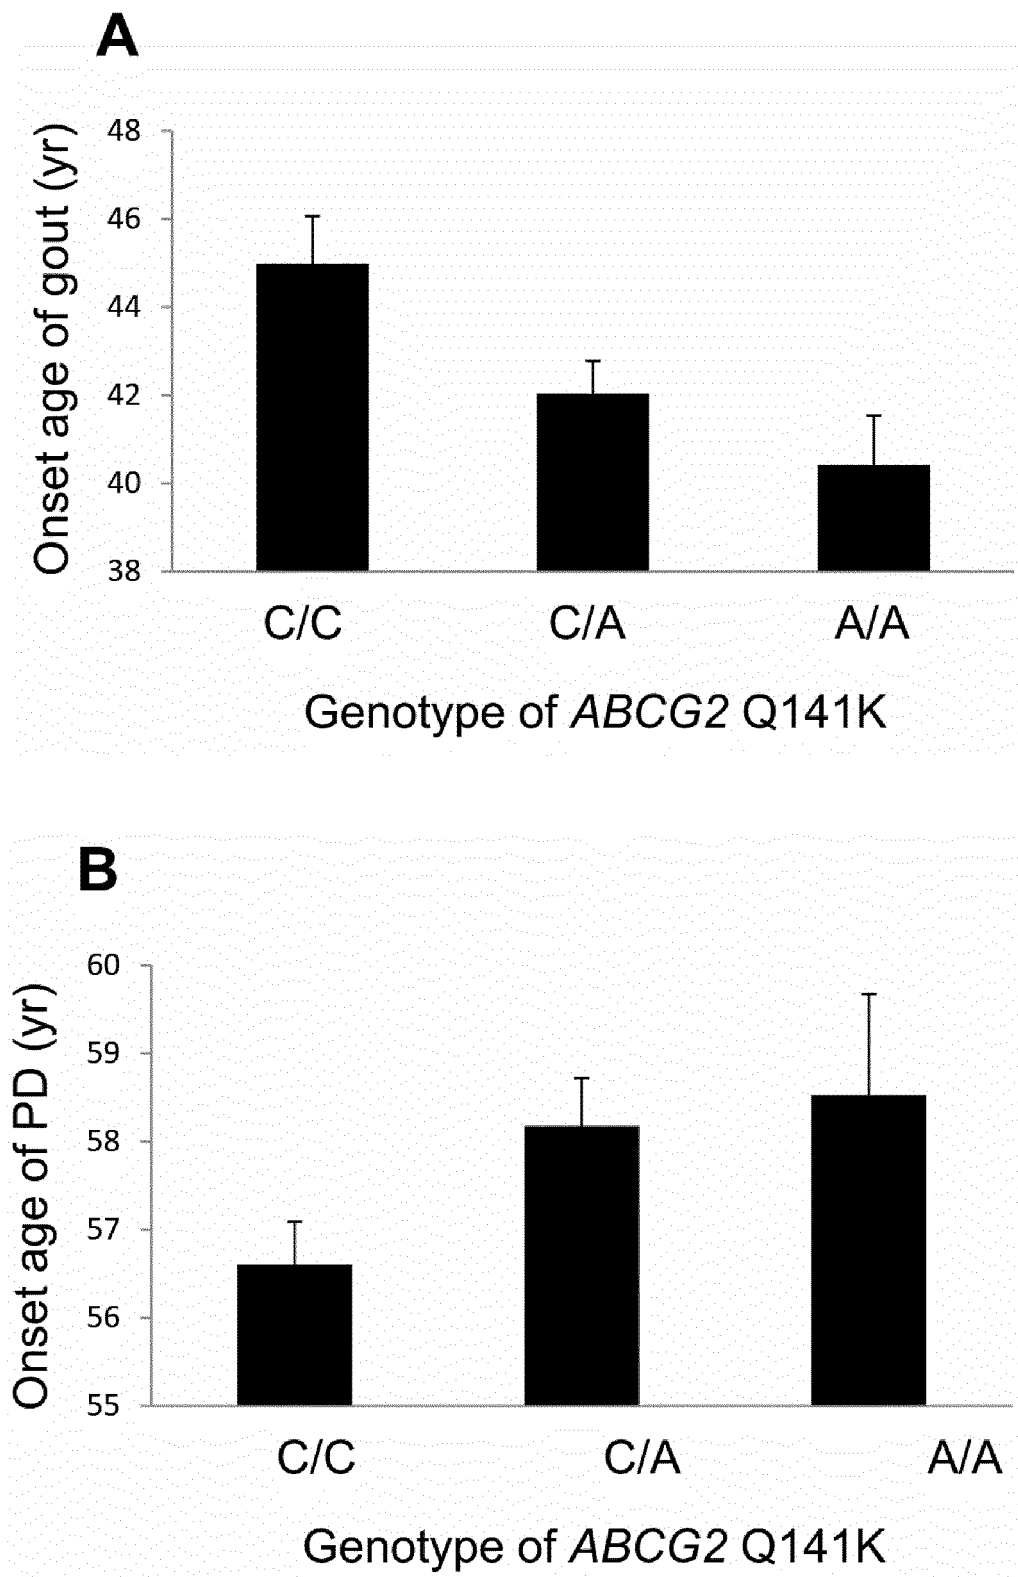 A
Onset age of gout (yr)
48
46
44
42
40
38
C/C C/A A/A
Genotype of ABCG2 Q141K
B
Onset age of PD (yr)
60
59
58
57
56
55
C/C C/A A/A
Genotype of ABCG2 Q141K